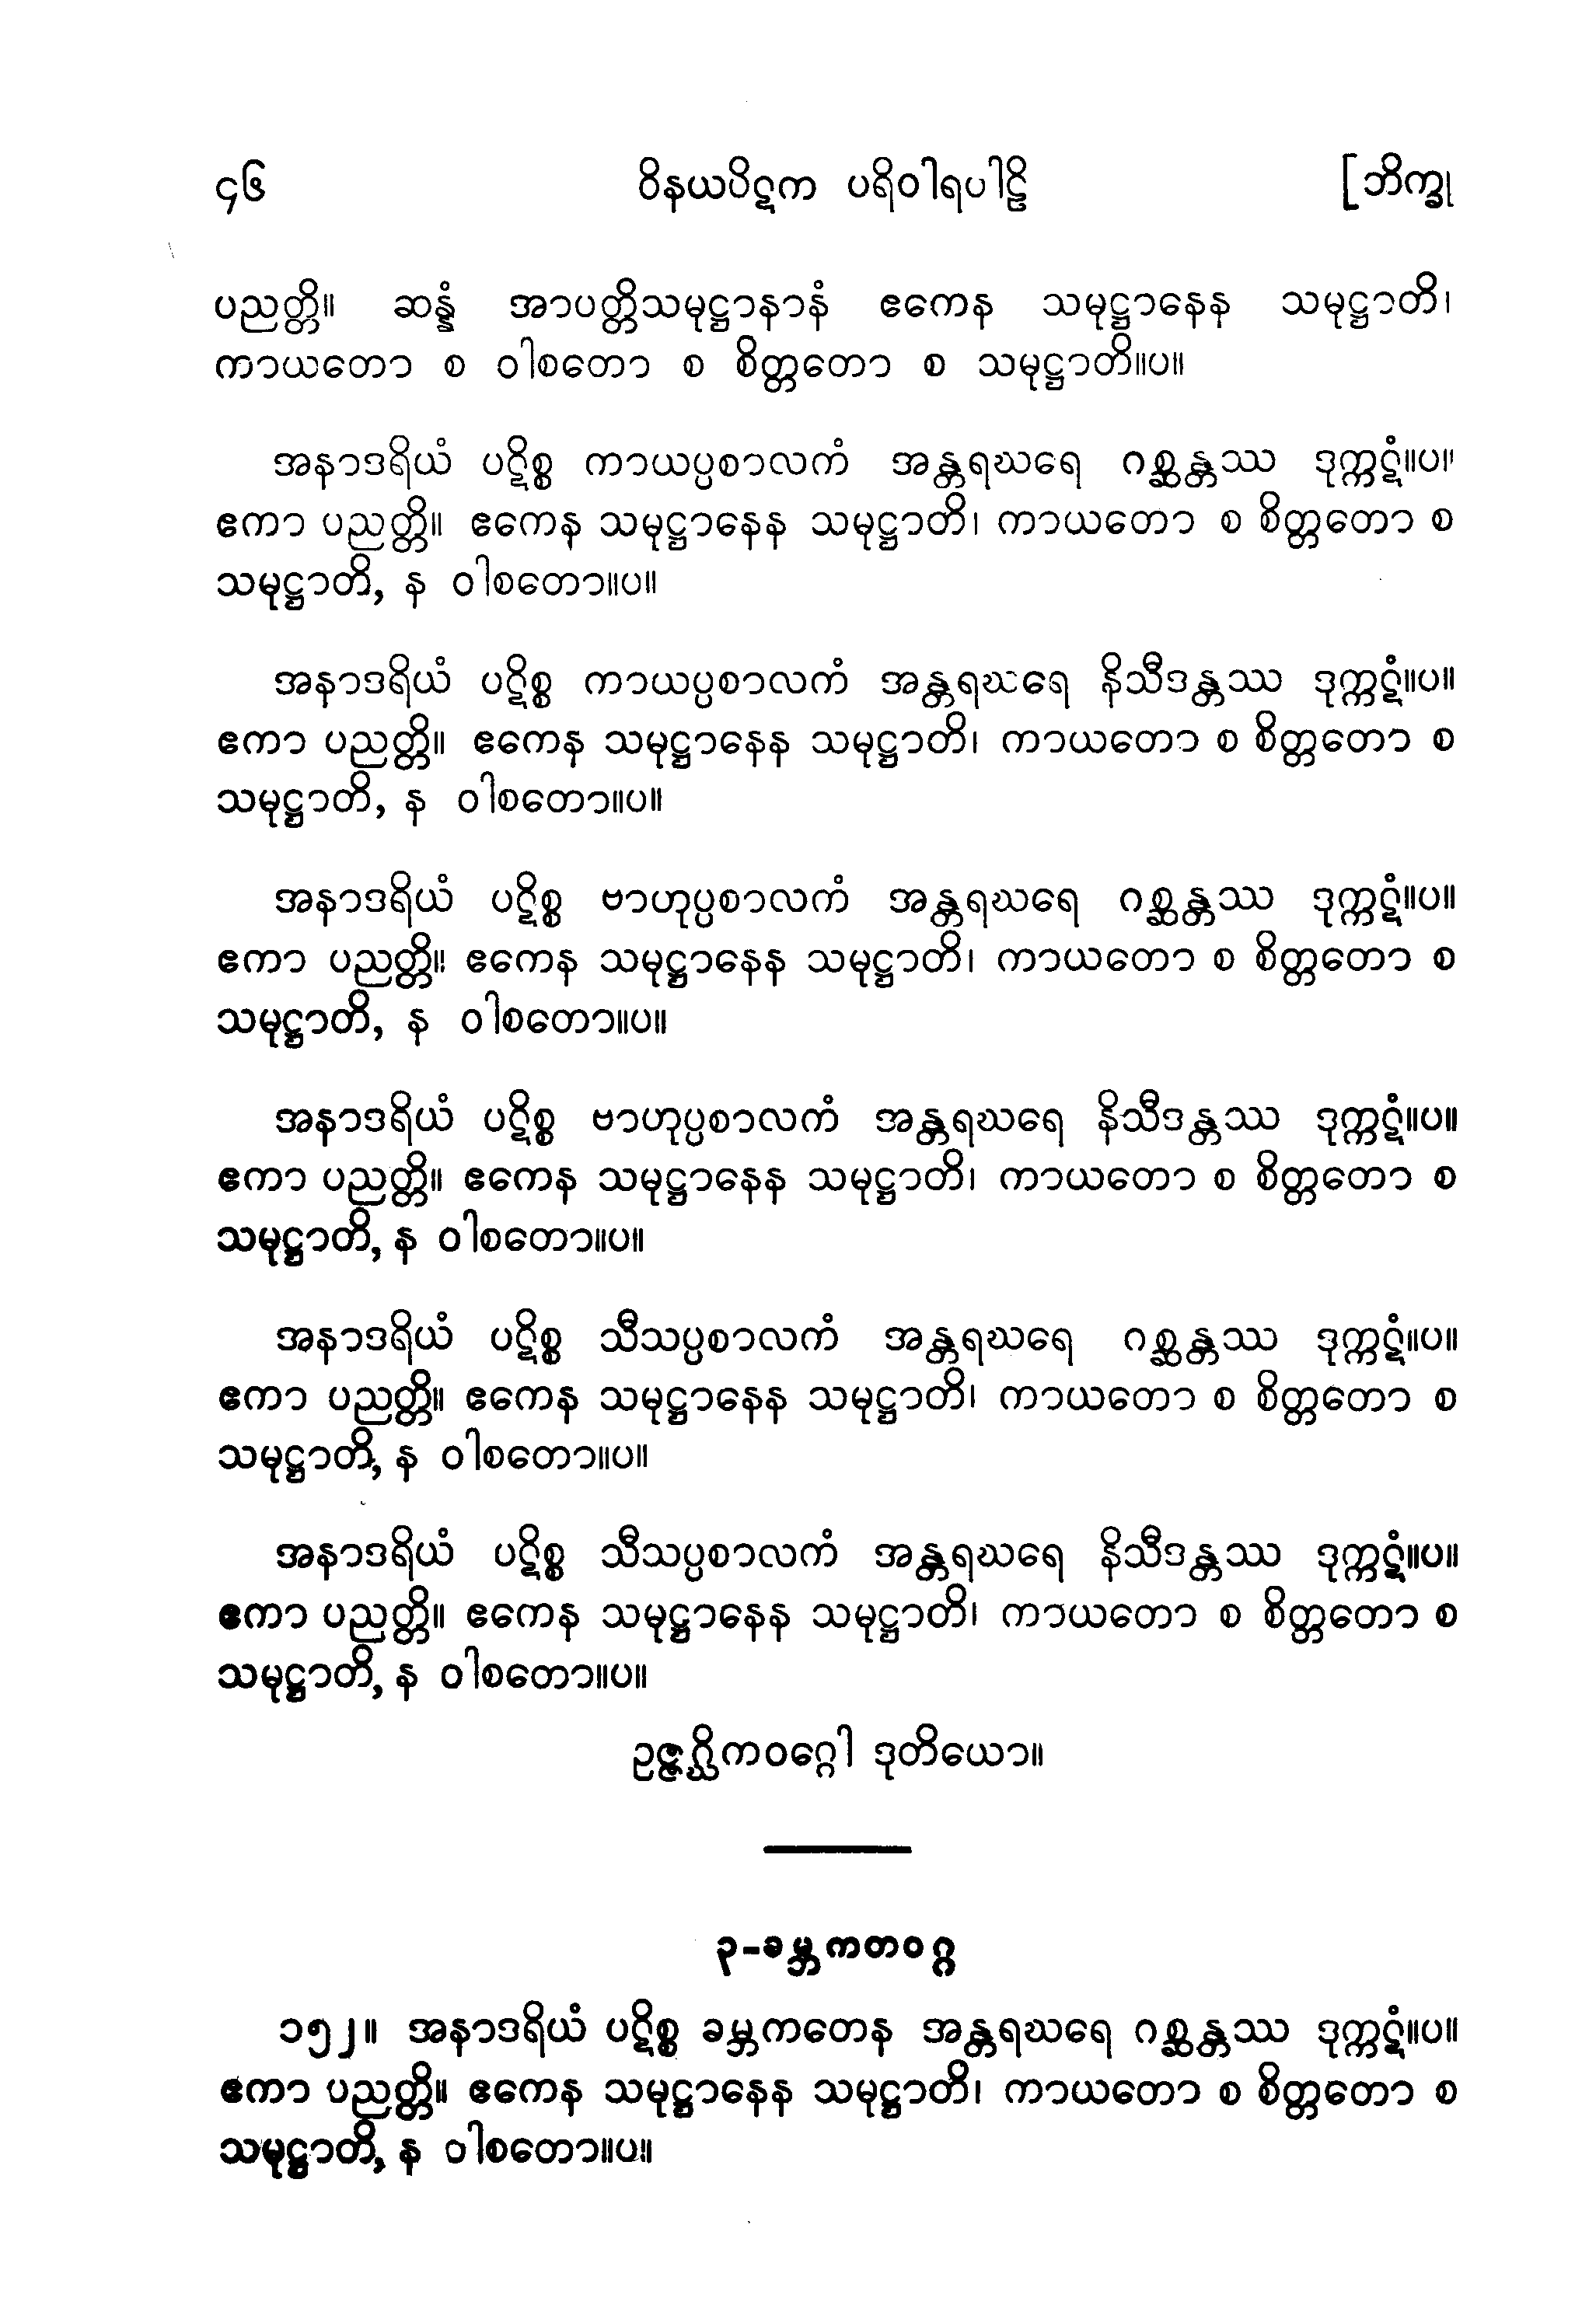 ၄၆ ဝိနယပိဋက ပရိဝါရပါဠိ [ဘိက္ခု
ပညတ္တိ။ ဆန္နံ အာပတ္တိသမုဋ္ဌာနာနံ ဧကေန သမုဋ္ဌာနေန သမုဋ္ဌာတိ၊
ကာယတော စ ဝါစတော စ စိတ္တတော စ သမုဋ္ဌာတိ။ပ။
အနာဒရိယံ ပဋိစ္စ ကာယပ္ပစာလကံ အန္တရဃရေ ဂစ္ဆန္တဿ ဒုက္ကဋံ။ပ။
ဧကာ ပညတ္တိ။ ဧကေန သမုဋ္ဌာနေန သမုဋ္ဌာတိ၊ ကာယတော စ စိတ္တတော စ
သမုဋ္ဌာတိ, န ဝါစတော။ပ။
အနာဒရိယံ ပဋိစ္စ ကာယပ္ပစာလကံ အန္တရဃရေ နိသီဒန္တဿ ဒုက္ကဋံ။ပ။
ဧကာ ပညတ္တိ။ ဧကေန သမုဋ္ဌာနေန သမုဋ္ဌာတိ၊ ကာယတော စ စိတ္တတော စ
သမုဋ္ဌာတိ, န ဝါစတော။ပ။
အနာဒရိယံ ပဋိစ္စ ဗာဟုပ္ပစာလကံ အန္တရဃရေ ဂစ္ဆန္တဿ ဒုက္ကဋံ။ပ။
ဧကာ ပညတ္တိ။ ဧကေန သမုဋ္ဌာနေန သမုဋ္ဌာတိ၊ ကာယတော စ စိတ္တတော စ
သမုဋ္ဌာတိ, န ဝါစတော။ပ။
အနာဒရိယံ ပဋိစ္စ ဗာဟုပ္ပစာလကံ အန္တရဃရေ နိသီဒန္တဿ ဒုက္ကဋံ။ပ။
ဧကာ ပညတ္တိ။ ဧကေန သမုဋ္ဌာနေန သမုဋ္ဌာတိ၊ ကာယတော စ စိတ္တတော စ
သမုဋ္ဌာတိ, န ဝါစတော။ပ။
အနာဒရိယံ ပဋိစ္စ သီသပ္ပစာလကံ အန္တရဃရေ ဂစ္ဆန္တဿ ဒုက္ကဋံ။ပ။
ဧကာ ပညတ္တိ။ ဧကေန သမုဋ္ဌာနေန သမုဋ္ဌာတိ၊ ကာယတော စ စိတ္တတော စ
သမုဋ္ဌာတိ, န ဝါစတော။ပ။
အနာဒရိယံ ပဋိစ္စ သီသပ္ပစာလကံ အန္တရဃရေ နိသီဒန္တဿ ဒုက္ကဋံ။ပ။
ဧကာ ပညတ္တိ။ ဧကေန သမုဋ္ဌာနေန သမုဋ္ဌာတိ၊ ကာယတော စ စိတ္တတော စ
သမုဋ္ဌာတိ, န ဝါစတော။ပ။
ဥဇ္ဇဂ္ဃိကဝဂ္ဂေါ ဒုတိယော။
၃-ခမ္ဘကတဝဂ္ဂ
၁၅၂။ အနာဒရိယံ ပဋိစ္စ ခမ္ဘကတေန အန္တရဃရေ ဂစ္ဆန္တဿ ဒုက္ကဋံ။ပ။
ဧကာ ပညတ္တိ။ ဧကေန သမုဋ္ဌာနေန သမုဋ္ဌာတိ၊ ကာယတော စ စိတ္တတော စ
သမုဋ္ဌာတိ, န ဝါစတော။ပ။